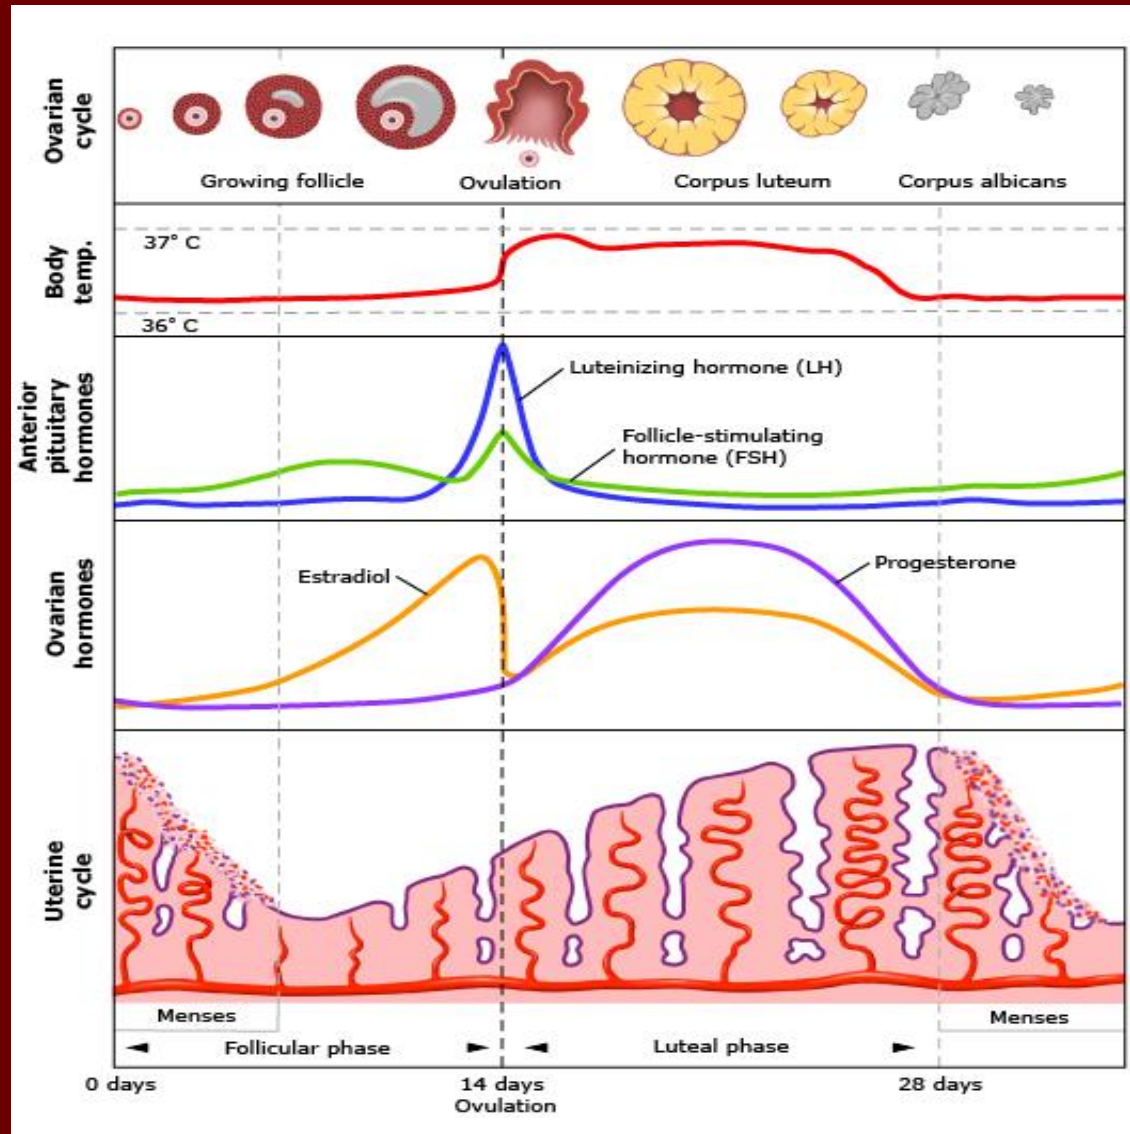 Ovarian
cycle
Growing follicle
Ovulation
Corpus luteum
Corpus albicans
Body
temp.
37° C
36° C
Anterior
pituitary
hormones
Luteinizing hormone (LH)
Follicle-stimulating
hormone (FSH)
Ovarian
hormones
Estradiol
Progesterone
Uterine
cycle
Menses
Menses
Follicular phase
Luteal phase
0 days
14 days
Ovulation
28 days